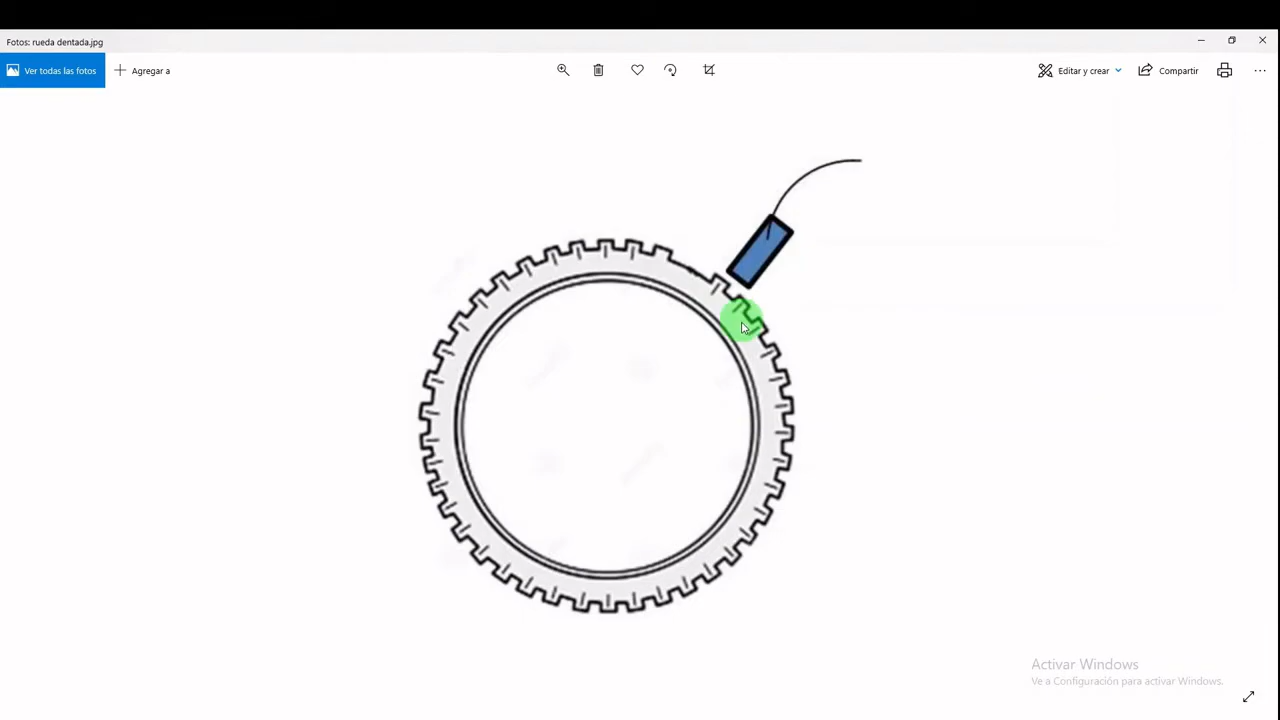 Fotos: rueda dentada.jpg
Ver todas las fotos
Agregar a
Editar y crear
Compartir
Activar Windows
Ve a Configuración para activar Windows.